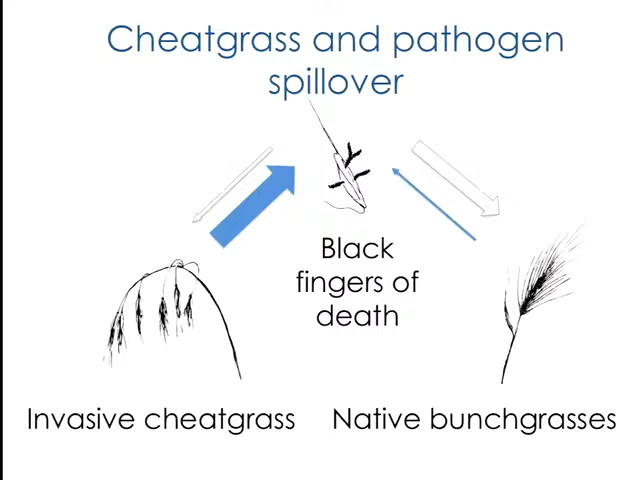 Cheatgrass and pathogen
spillover
Black
fingers of
death
Invasive cheatgrass
Native bunchgrasses